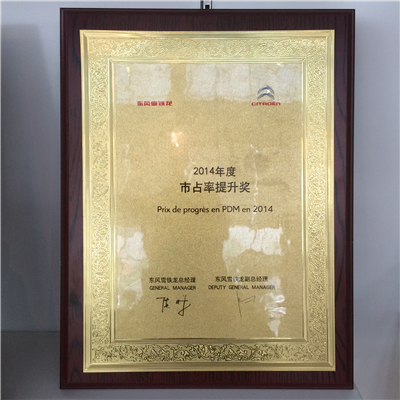 东风雪铁龙
CITROËN
2014年度
市占率提升奖
Prix de progrès en PDM en 2014
东风雪铁龙总经理
GENERAL MANAGER
东风雪铁龙副总经理
DEPUTY GENERAL MANAGER